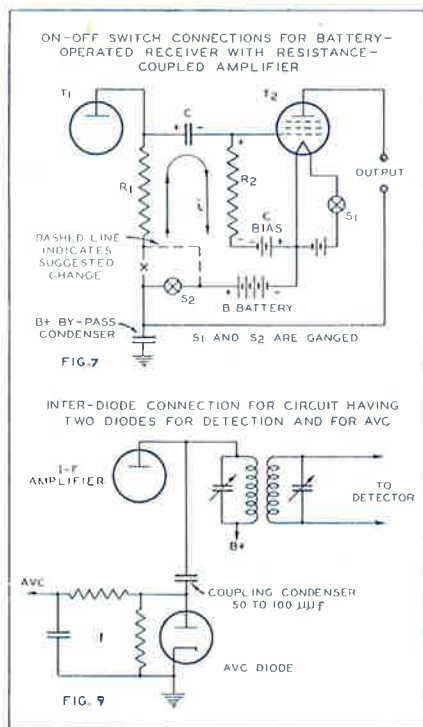 ON-OFF SWITCH CONNECTIONS FOR BATTERY-
OPERATED RECEIVER WITH RESISTANCE-
COUPLED AMPLIFIER
T1
T2
C
+ -
+
R1
R2
i
OUTPUT
S1
C
BIAS
- +
DASHED LINE
INDICATES
SUGGESTED
CHANGE
X
S2
+ -
B BATTERY
B+ BY-PASS
CONDENSER
S1 AND S2 ARE GANGED
FIG.7
INTER-DIODE CONNECTION FOR CIRCUIT HAVING
TWO DIODES FOR DETECTION AND FOR AVC
I-F
AMPLIFIER
TO
DETECTOR
B+
AVC
COUPLING CONDENSER
50 TO 100 µµf
AVC DIODE
FIG. 9